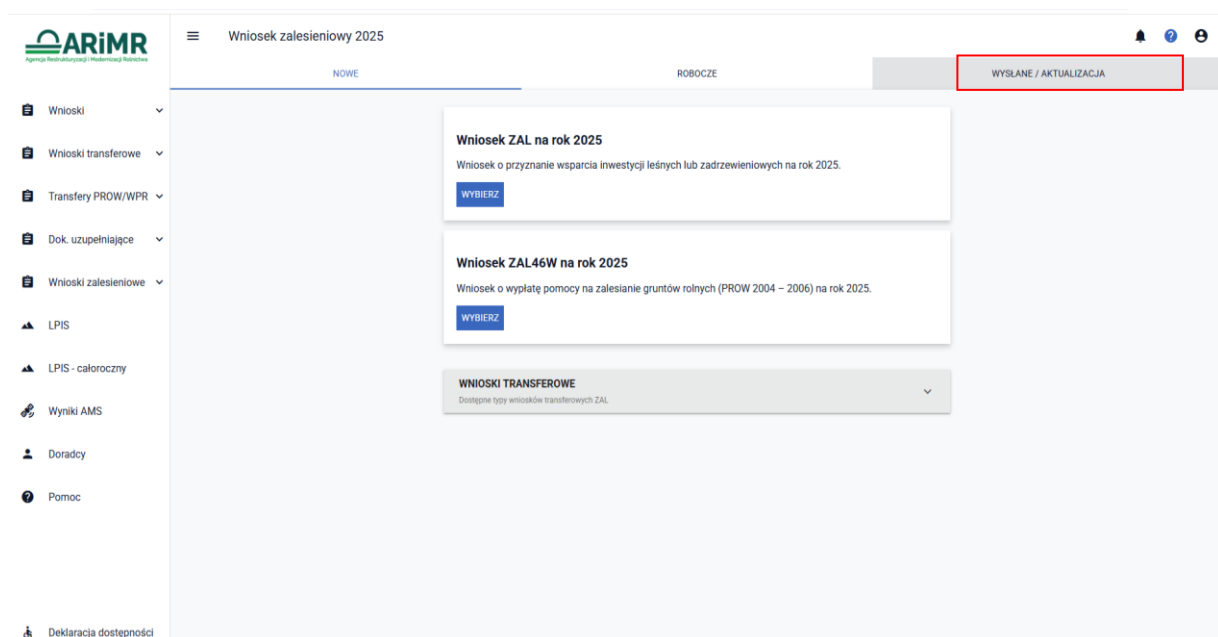 ARiMR
Agencja Restrukturyzacji i Modernizacji Rolnictwa
Wniosek zalesieniowy 2025
NOWE
ROBOCZE
WYSŁANE / AKTUALIZACJA
Wnioski
Wnioski transferowe
Transfery PROW/WPR
Dok. uzupełniające
Wnioski zalesieniowe
LPIS
LPIS - całoroczny
Wyniki AMS
Doradcy
Pomoc
Deklaracja dostępności
Wniosek ZAL na rok 2025
Wniosek o przyznanie wsparcia inwestycji leśnych lub zadrzewieniowych na rok 2025.
WYBIERZ
Wniosek ZAL46W na rok 2025
Wniosek o wypłatę pomocy na zalesianie gruntów rolnych (PROW 2004 – 2006) na rok 2025.
WYBIERZ
WNIOSKI TRANSFEROWE
Dostępne typy wniosków transferowych ZAL